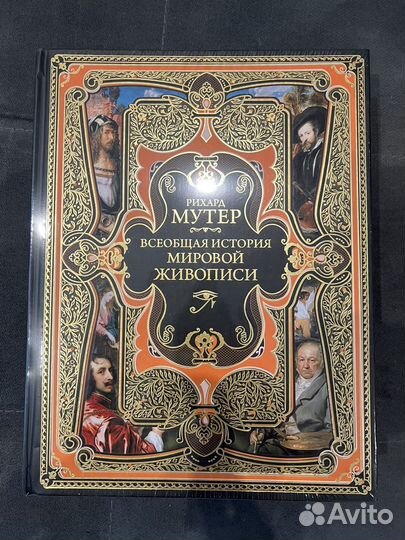 РИХАРД
МУТЕР
ВСЕОБЩАЯ ИСТОРИЯ
МИРОВОЙ
ЖИВОПИСИ
Avito